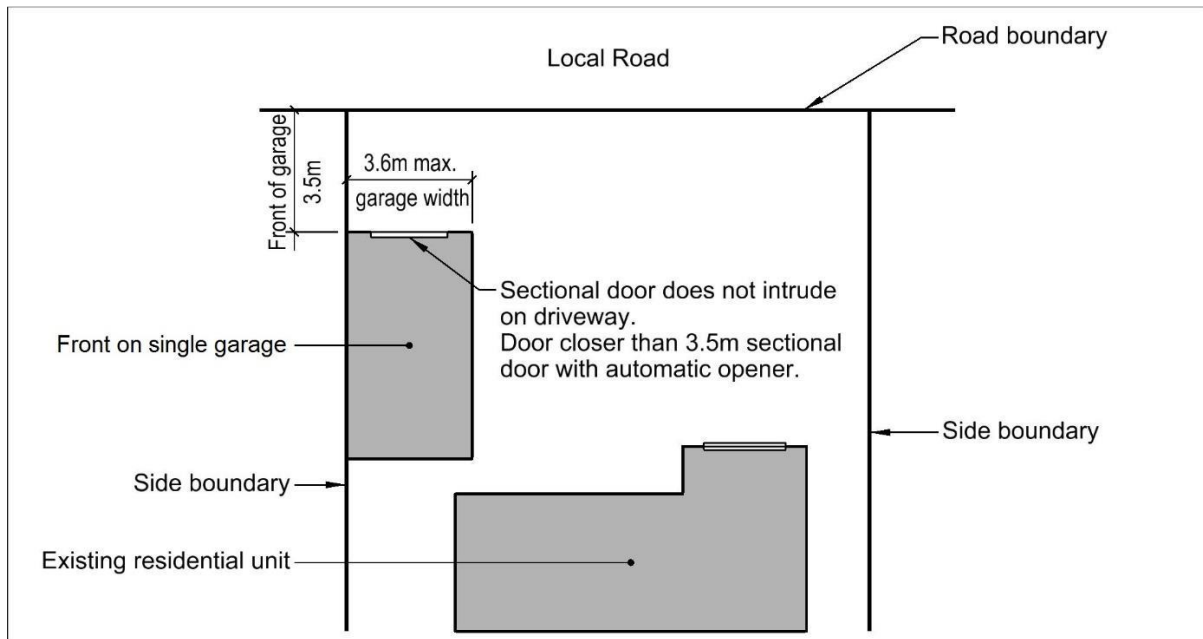 Road boundary
Local Road
Front of garage
3.5m
3.6m max.
garage width
Sectional door does not intrude
on driveway.
Door closer than 3.5m sectional
door with automatic opener.
Front on single garage
Side boundary
Side boundary
Existing residential unit